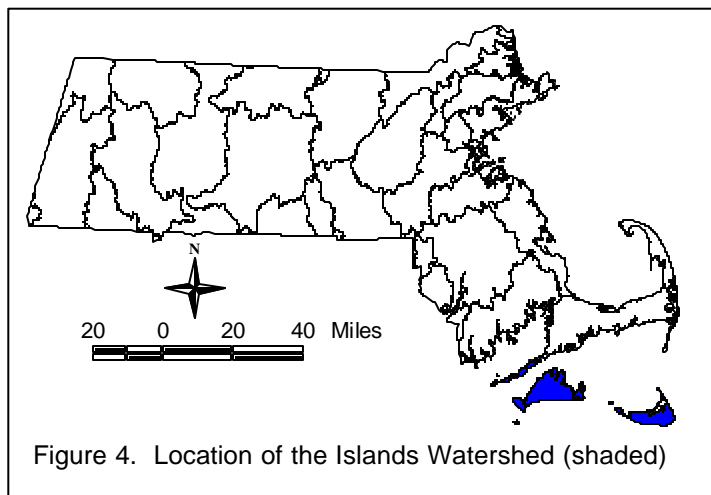 N
20 0 20 40 Miles
Figure 4. Location of the Islands Watershed (shaded)